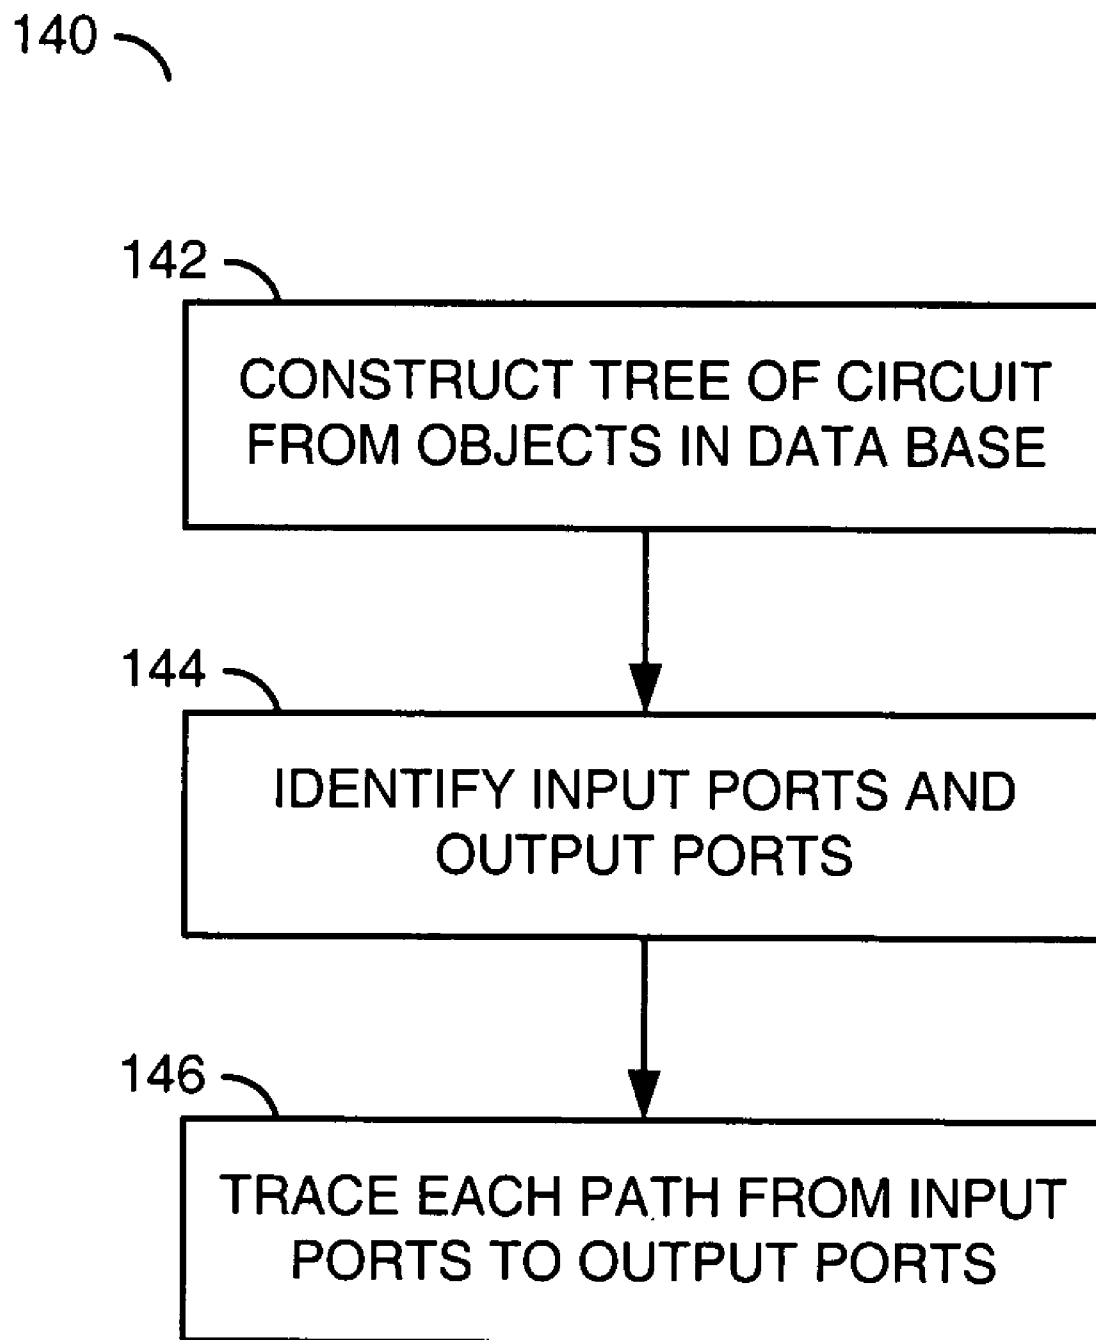 140
142
CONSTRUCT TREE OF CIRCUIT
FROM OBJECTS IN DATA BASE
144
IDENTIFY INPUT PORTS AND
OUTPUT PORTS
146
TRACE EACH PATH FROM INPUT
PORTS TO OUTPUT PORTS